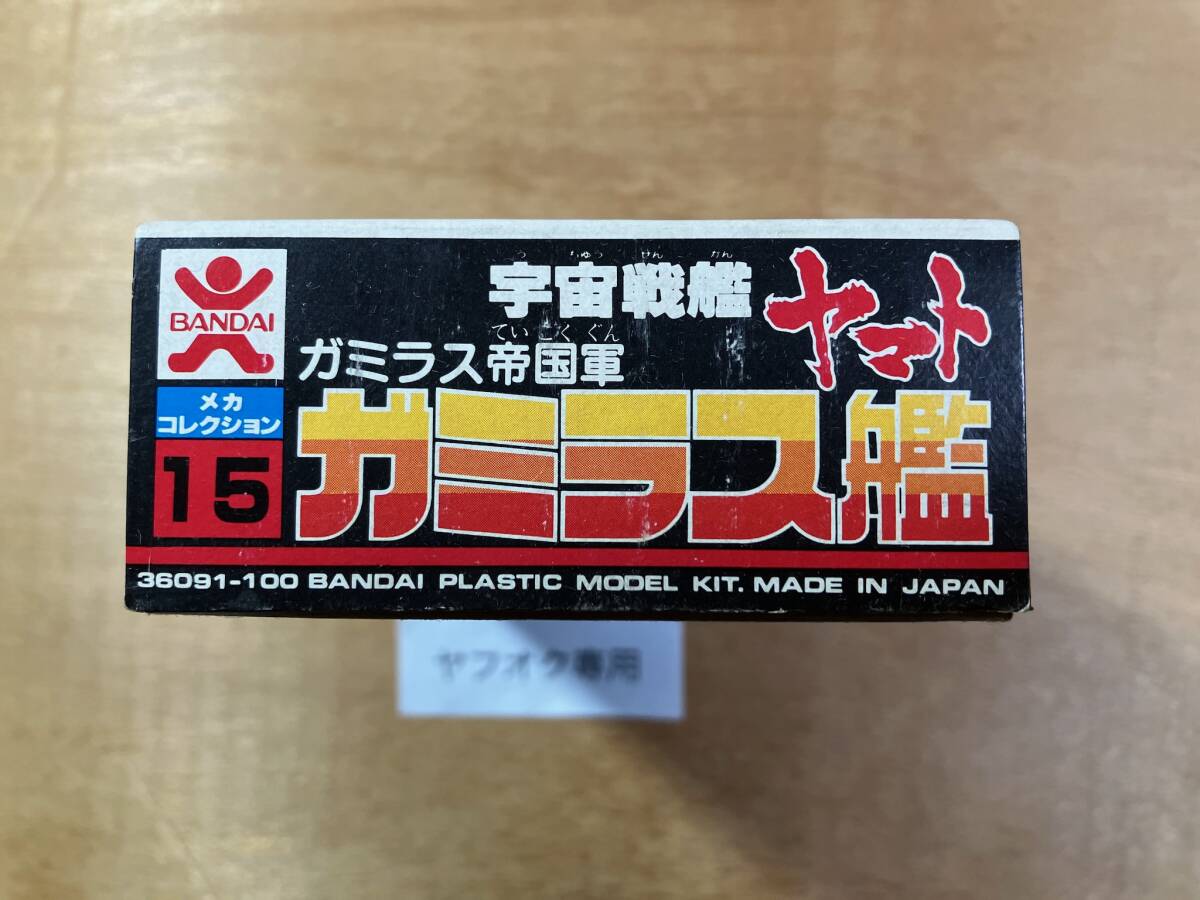 BANDAI
メカ
コレクション
15
う ちゅう せん かん
宇宙戦艦 ヤマト
てい こく ぐん
ガミラス帝国軍
ガミラス艦
36091-100 BANDAI PLASTIC MODEL KIT. MADE IN JAPAN
ヤフオク専用